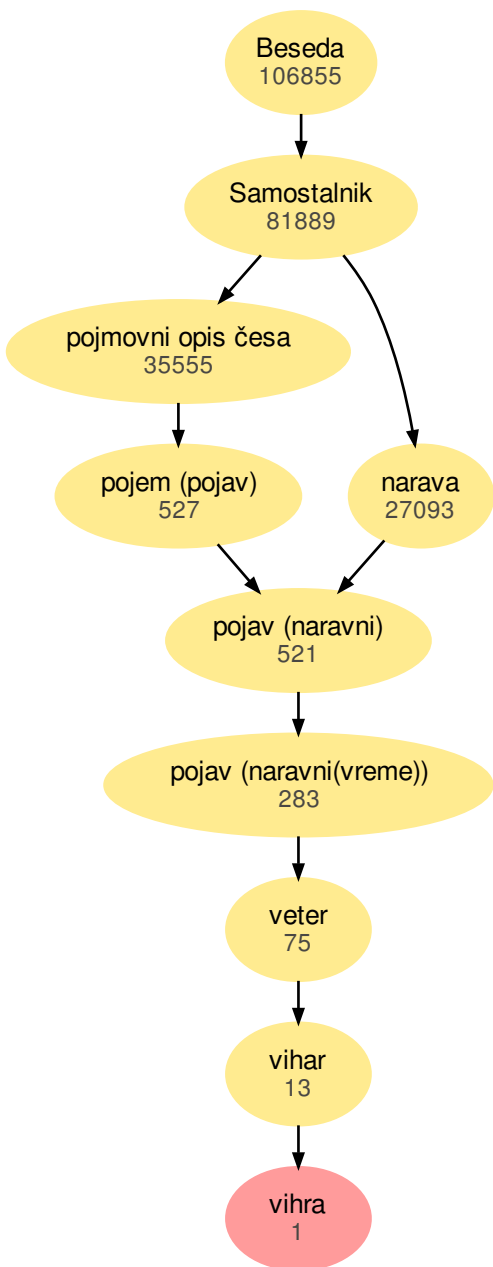 Beseda
106855
Samostalnik
81889
pojmovni opis česa
35555
pojem (pojav)
527
narava
27093
pojav (naravni)
521
pojav (naravni(vreme))
283
veter
75
vihar
13
vihra
1